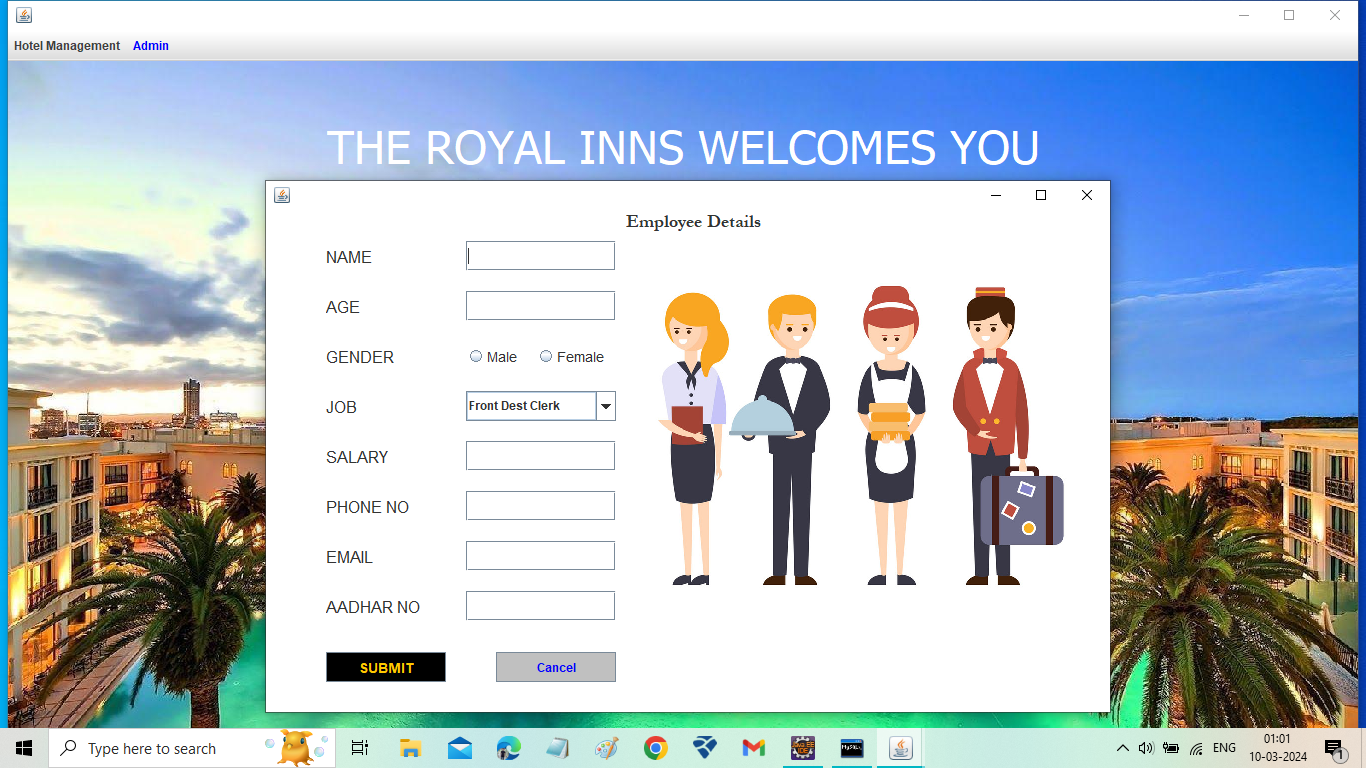 Hotel Management Admin
THE ROYAL INNS WELCOMES YOU
Employee Details
NAME
AGE
GENDER Male Female
JOB Front Dest Clerk
SALARY
PHONE NO
EMAIL
AADHAR NO
SUBMIT Cancel
Type here to search
ENG
01:01
10-03-2024
1